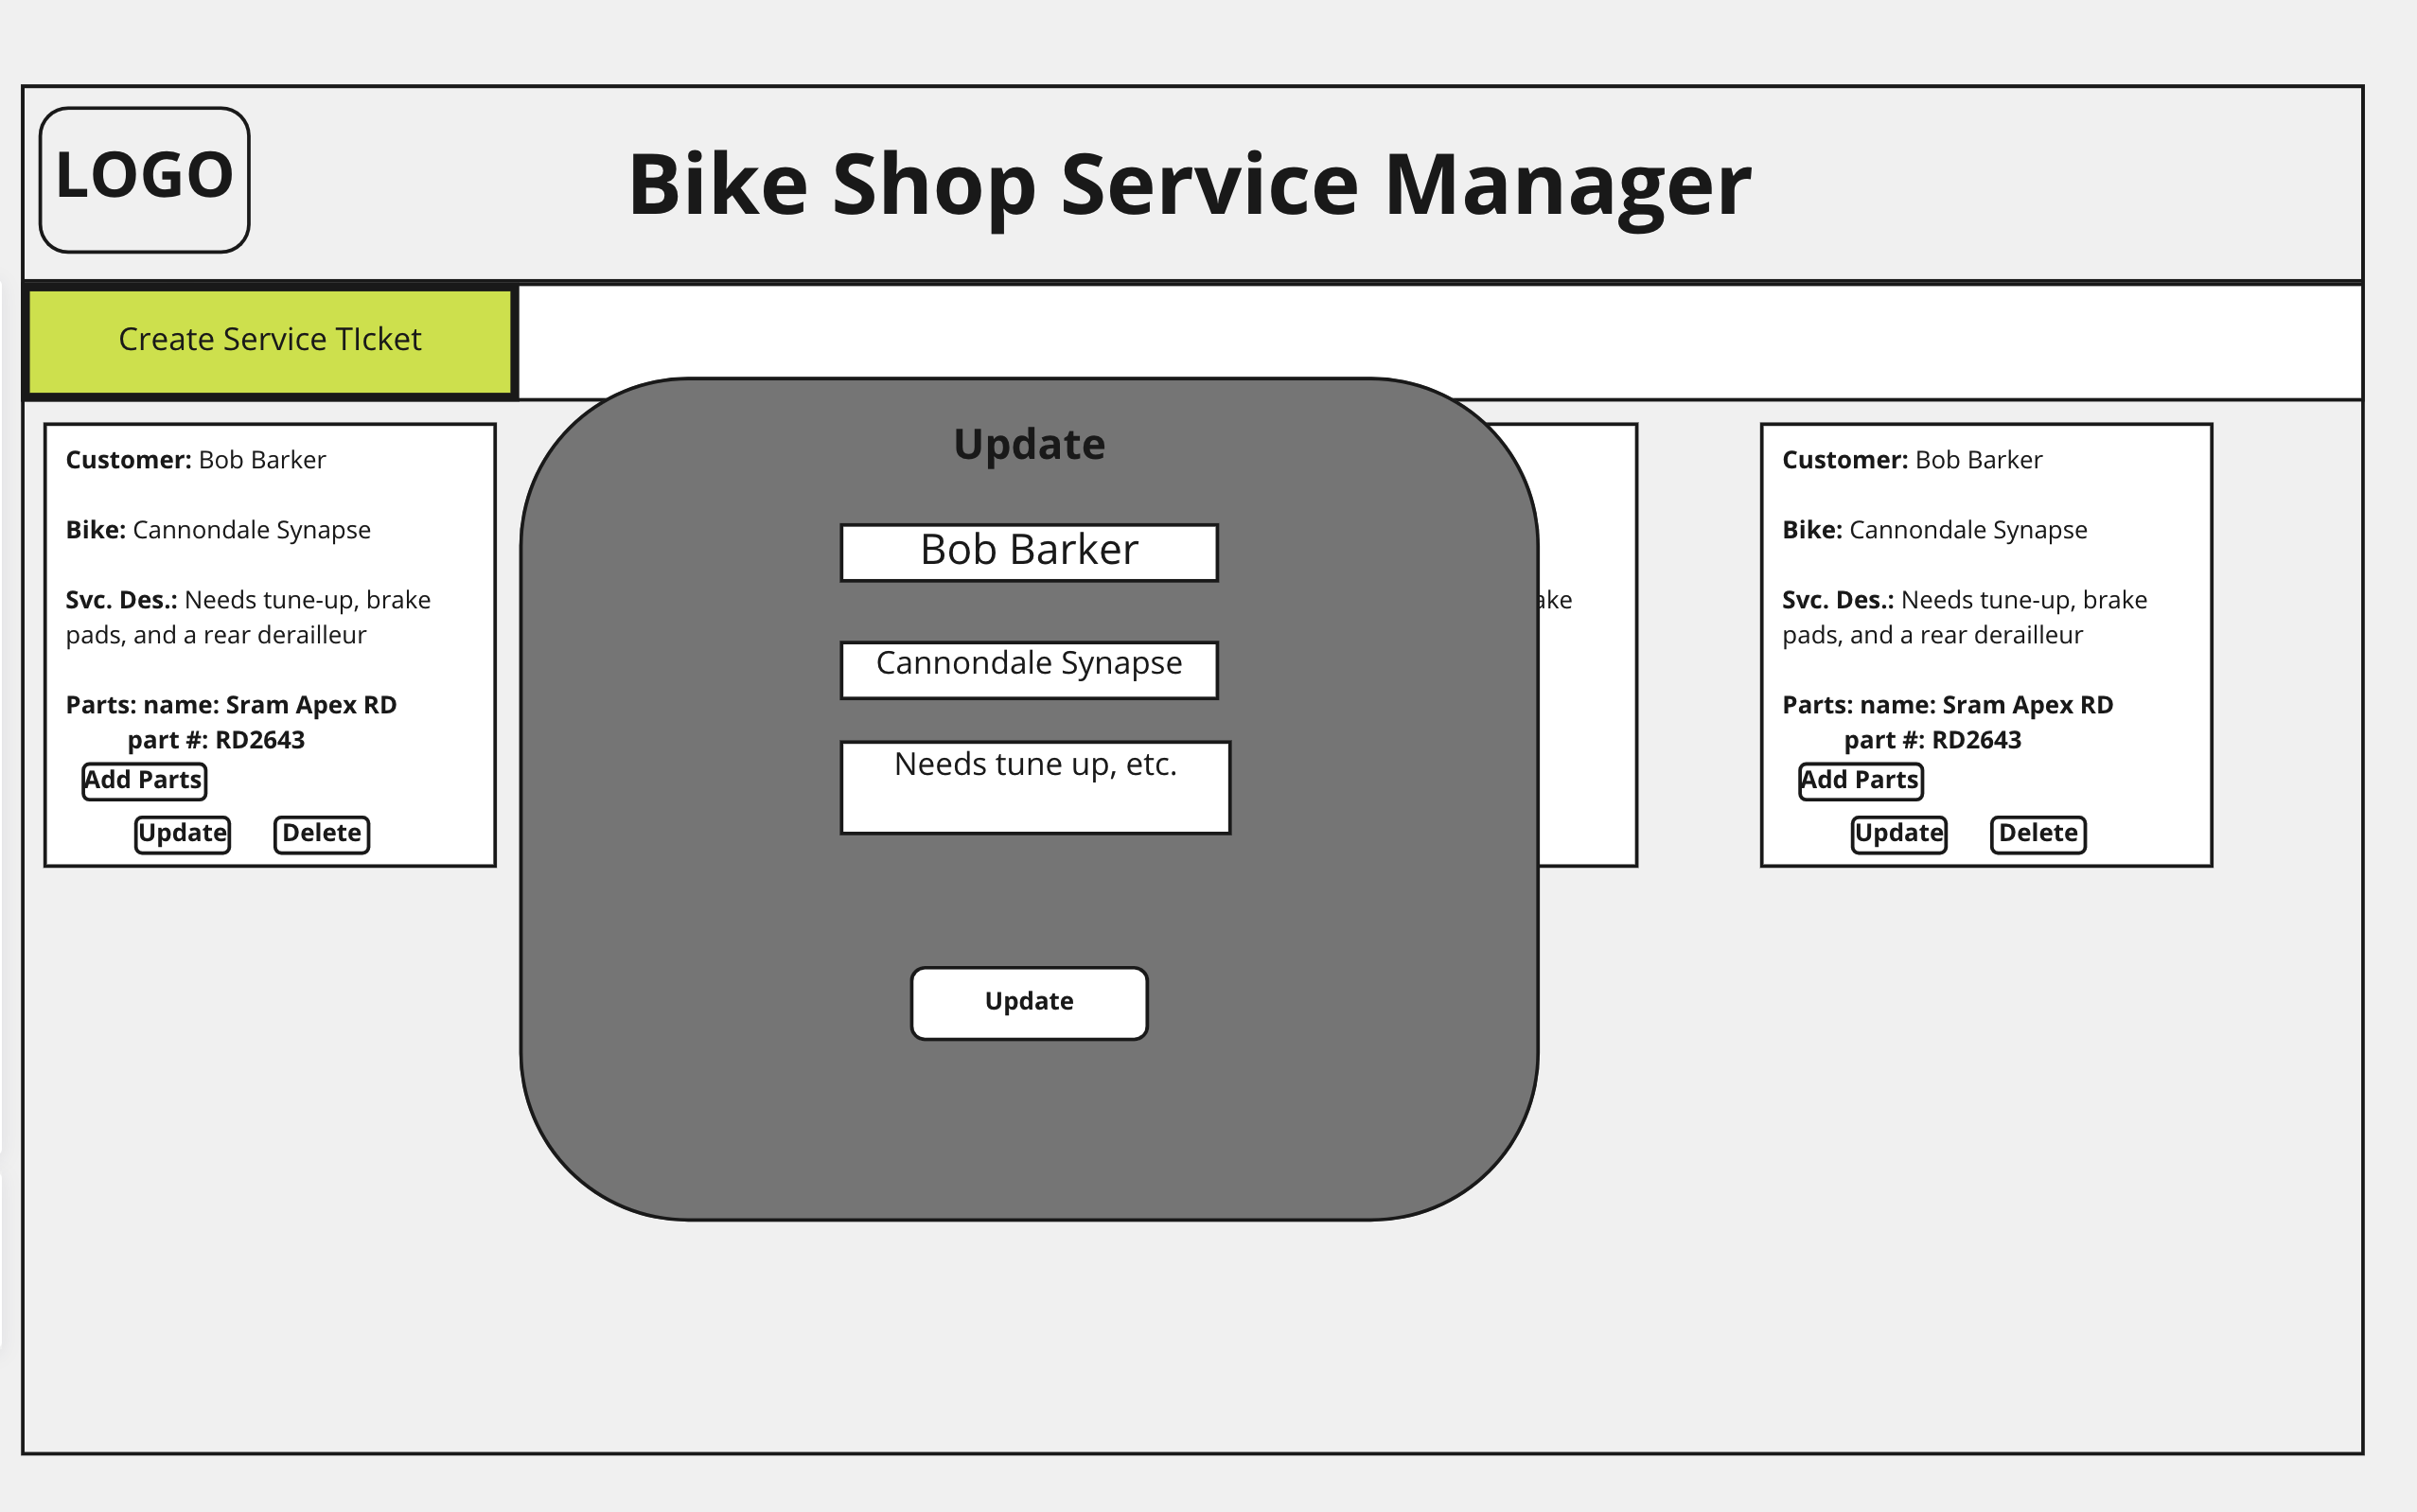 LOGO
Bike Shop Service Manager
Create Service TIcket
Customer: Bob Barker
Bike: Cannondale Synapse
Svc. Des.: Needs tune-up, brake
pads, and a rear derailleur
Parts: name: Sram Apex RD
part #: RD2643
Add Parts
Update
Delete
Update
Bob Barker
Cannondale Synapse
Needs tune up, etc.
Update
Customer: Bob Barker
Bike: Cannondale Synapse
Svc. Des.: Needs tune-up, brake
pads, and a rear derailleur
Parts: name: Sram Apex RD
part #: RD2643
Add Parts
Update
Delete